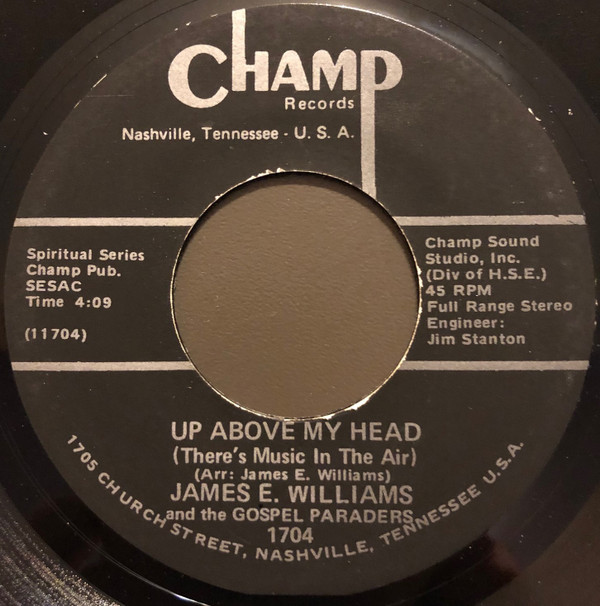 CHAMP
Records
Nashville, Tennessee - U. S. A.
Spiritual Series
Champ Pub.
SESAC
Time 4:09
(11704)
Champ Sound
Studio, Inc.
(Div of H.S.E.)
45 RPM
Full Range Stereo
Engineer:
Jim Stanton
UP ABOVE MY HEAD
(There's Music In The Air)
(Arr: James E. Williams)
JAMES E. WILLIAMS
and the GOSPEL PARADERS
1704
1705 CHURCH STREET, NASHVILLE, TENNESSEE U.S.A.